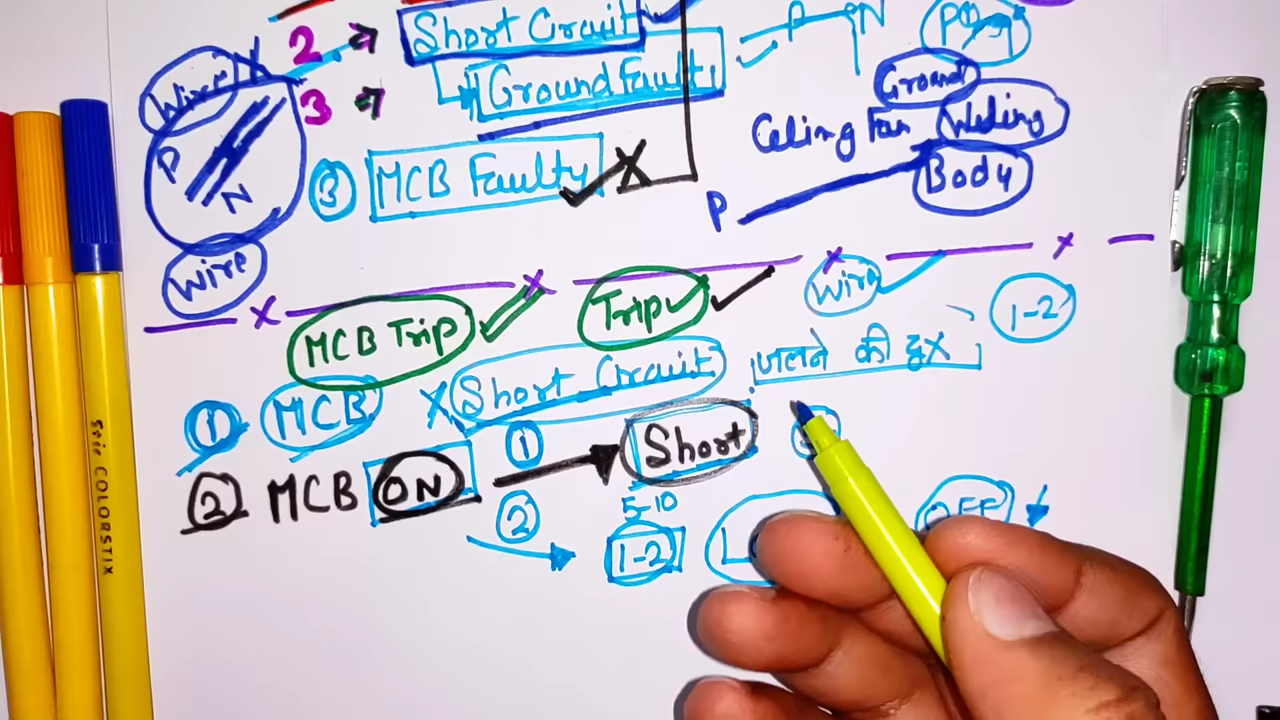 2 → Short Circuit P N
Wire X
3 → Ground Fault
Ground
Celing Fan Winding
P N
③ MCB Faulty X
P Body
Wire
X X X X
MCB Trip Trip Wire 1-2
① MCB X Short Circuit जलने की
② MCB ON ① Short
② 5-10
1-2 L OFF
Stic COLORSTIX